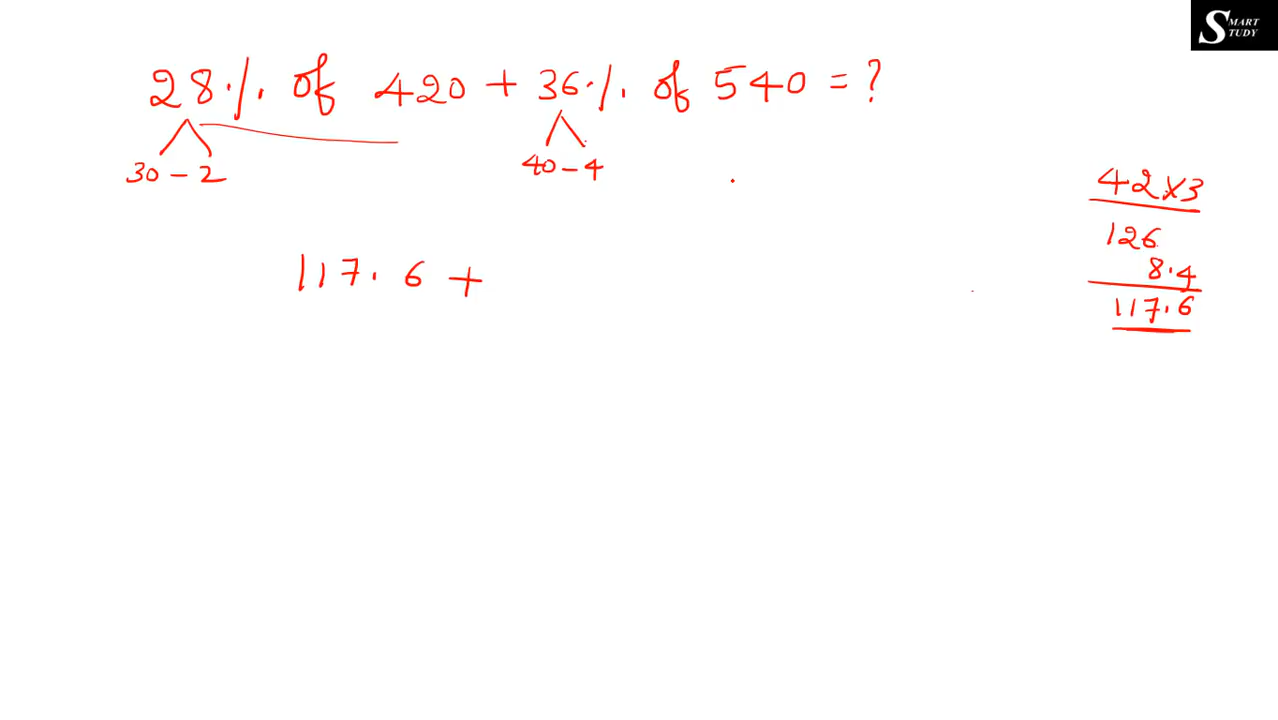 SMART STUDY
28% of 420 + 36% of 540 = ?
30 - 2
40 - 4
42x3
126
8.4
117.6
117.6 +